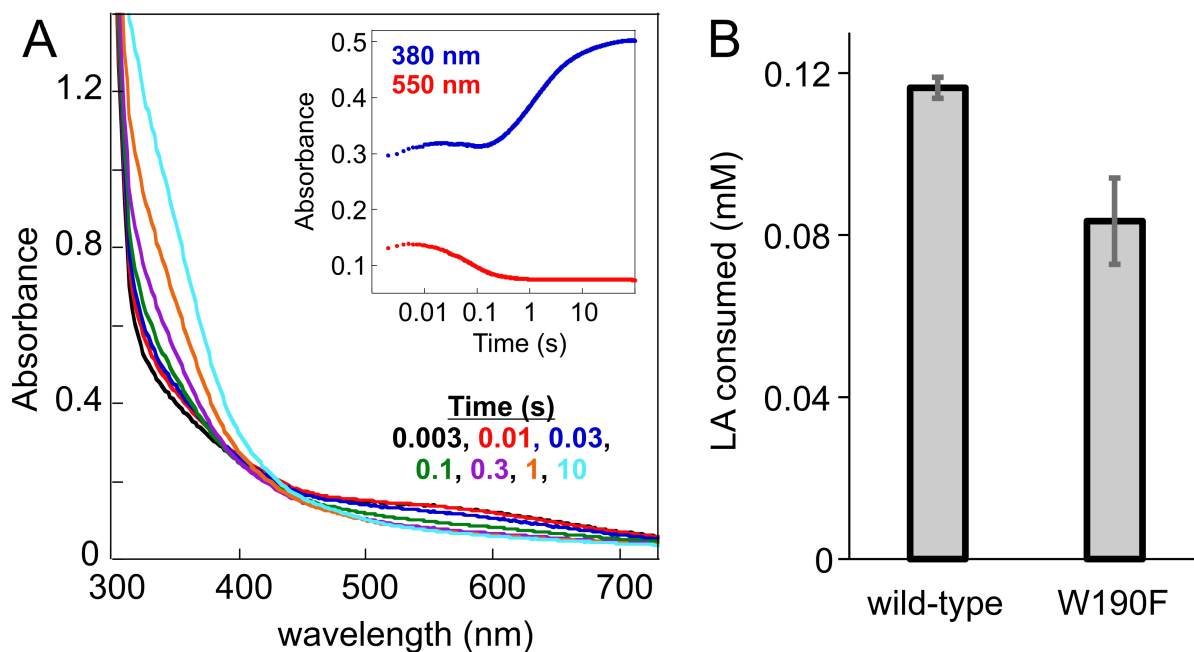 A
Absorbance
1.2
0.8
0.4
0
300 400 500 600 700
wavelength (nm)
380 nm
550 nm
Absorbance
0.5
0.4
0.3
0.2
0.1
0.01 0.1 1 10
Time (s)
Time (s)
0.003, 0.01, 0.03,
0.1, 0.3, 1, 10
B
LA consumed (mM)
0.12
0.08
0.04
0
wild-type W190F